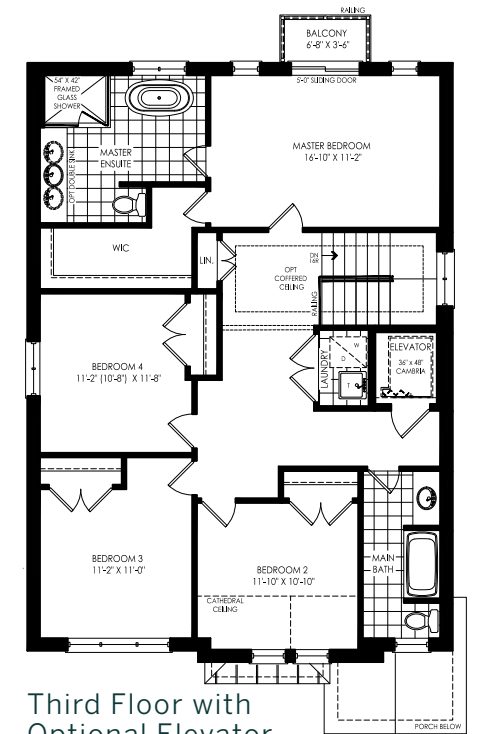 RAILING
BALCONY
6'-8" X 3'-6"
5'-0" SLIDING DOOR
54" X 42"
FRAMED
GLASS
SHOWER
MASTER
ENSUITE
OPT DOUBLE SINK
MASTER BEDROOM
16'-10" X 11'-2"
WIC
LIN.
DN
16R
OPT
COFFERED
CEILING
RAILING
LAUNDRY
W
D
T
ELEVATOR
36" x 48"
CAMBRIA
BEDROOM 4
11'-2" (10'-8") X 11'-8"
BEDROOM 3
11'-2" X 11'-0"
BEDROOM 2
11'-10" X 10'-10"
CATHEDRAL
CEILING
MAIN
BATH
PORCH BELOW
Third Floor with
Optional Elevator